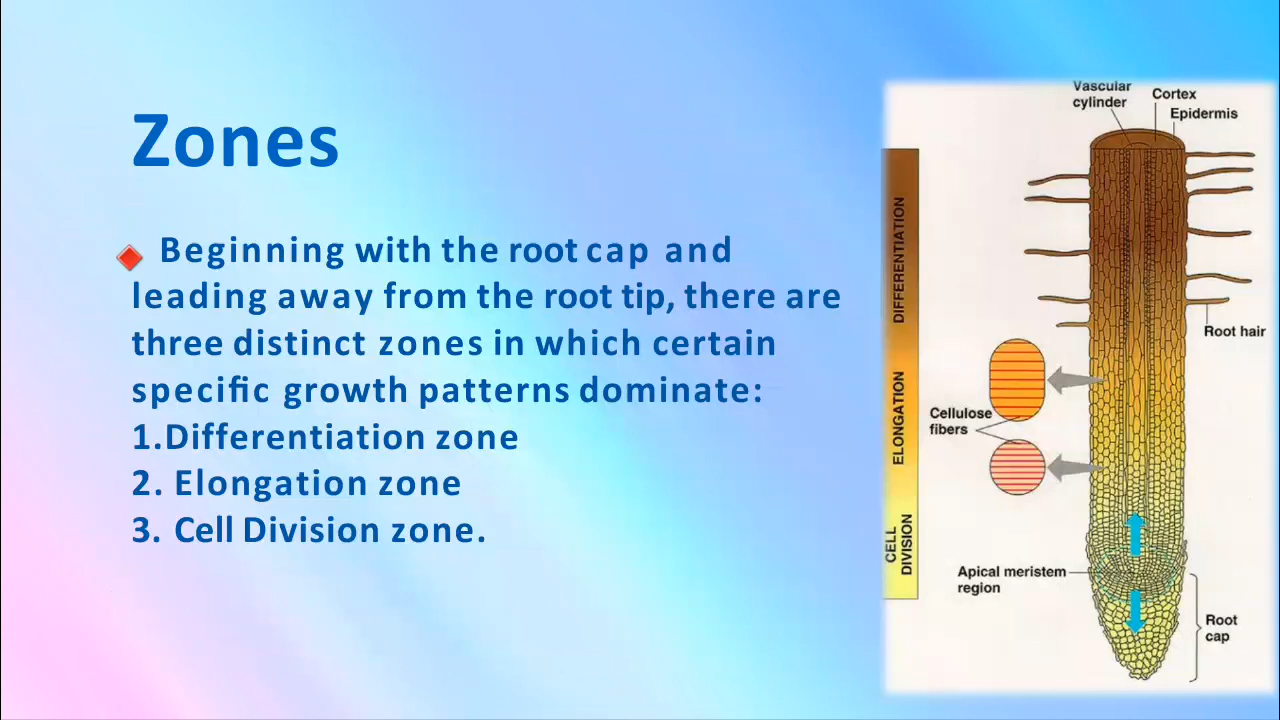 Zones
Beginning with the root cap and
leading away from the root tip, there are
three distinct zones in which certain
specific growth patterns dominate:
1.Differentiation zone
2. Elongation zone
3. Cell Division zone.
Vascular
cylinder
Cortex
Epidermis
DIFFERENTIATION
Root hair
ELONGATION
Cellulose
fibers
CELL
DIVISION
Apical meristem
region
Root
cap